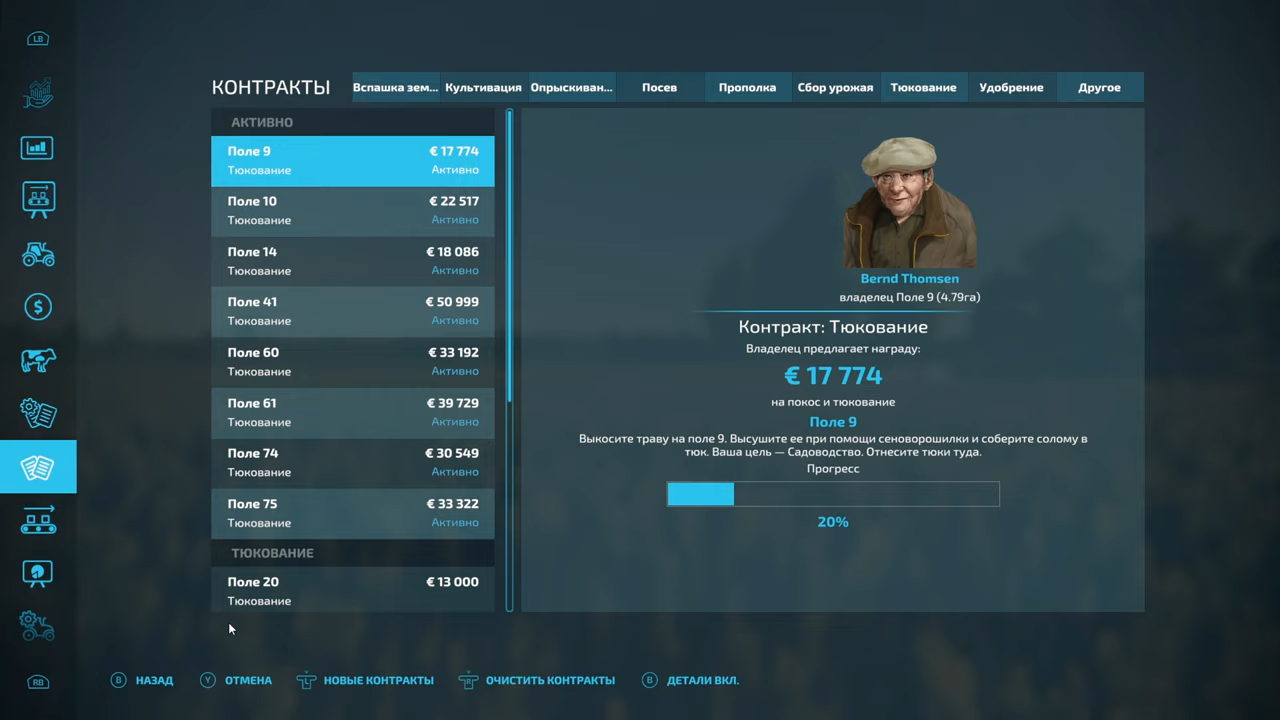 LB
КОНТРАКТЫ
Вспашка зем... Культивация Опрыскиван... Посев Прополка Сбор урожая Тюкование Удобрение Другое
АКТИВНО
Поле 9 € 17 774
Тюкование Активно
Поле 10 € 22 517
Тюкование Активно
Поле 14 € 18 086
Тюкование Активно
Поле 41 € 50 999
Тюкование Активно
Поле 60 € 33 192
Тюкование Активно
Поле 61 € 39 729
Тюкование Активно
Поле 74 € 30 549
Тюкование Активно
Поле 75 € 33 322
Тюкование Активно
ТЮКОВАНИЕ
Поле 20 € 13 000
Тюкование
Bernd Thomsen
владелец Поле 9 (4.79га)
Контракт: Тюкование
Владелец предлагает награду:
€ 17 774
на покос и тюкование
Поле 9
Выкосите траву на поле 9. Высушите ее при помощи сеноворошилки и соберите солому в
тюк. Ваша цель — Садоводство. Отнесите тюки туда.
Прогресс
20%
RB
B НАЗАД Y ОТМЕНА L НОВЫЕ КОНТРАКТЫ R ОЧИСТИТЬ КОНТРАКТЫ B ДЕТАЛИ ВКЛ.